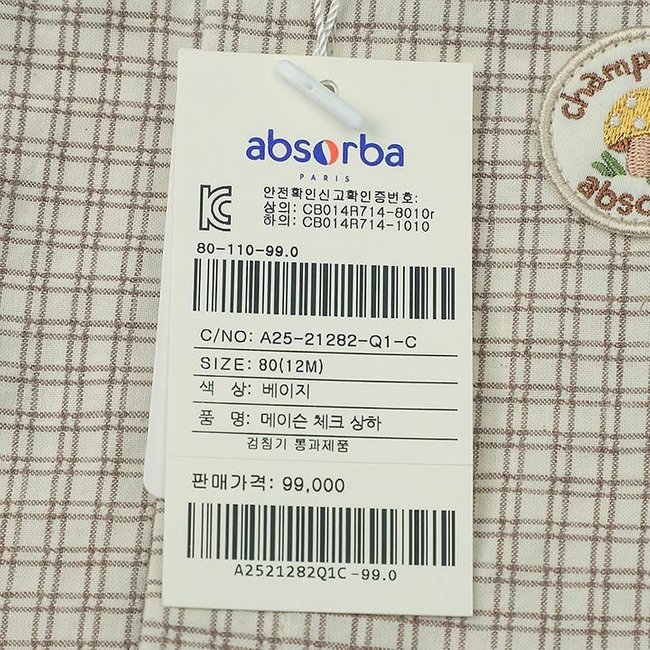 absorba
PARIS
안전확인신고확인증번호:
상의: CB014R714-8010r
하의: CB014R714-1010
80-110-99.0
C/NO: A25-21282-Q1-C
SIZE: 80(12M)
색 상: 베이지
품 명: 메이슨 체크 상하
검침기 통과제품
판매가격: 99,000
A2521282Q1C-99.0